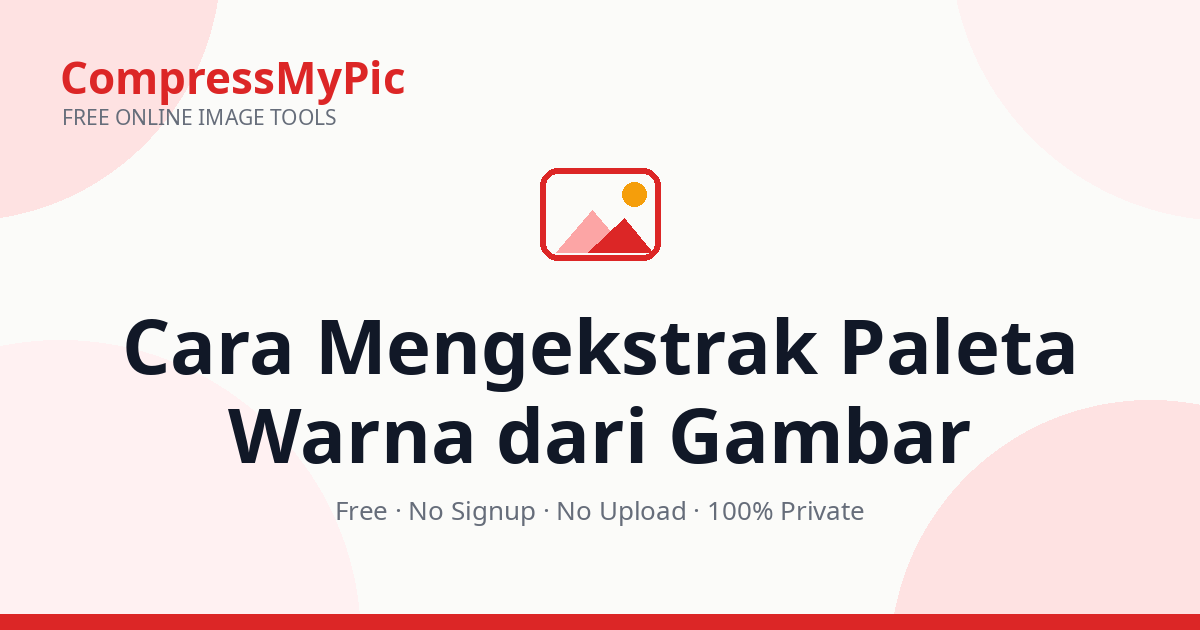 CompressMyPic
FREE ONLINE IMAGE TOOLS
Cara Mengekstrak Paleta
Warna dari Gambar
Free · No Signup · No Upload · 100% Private